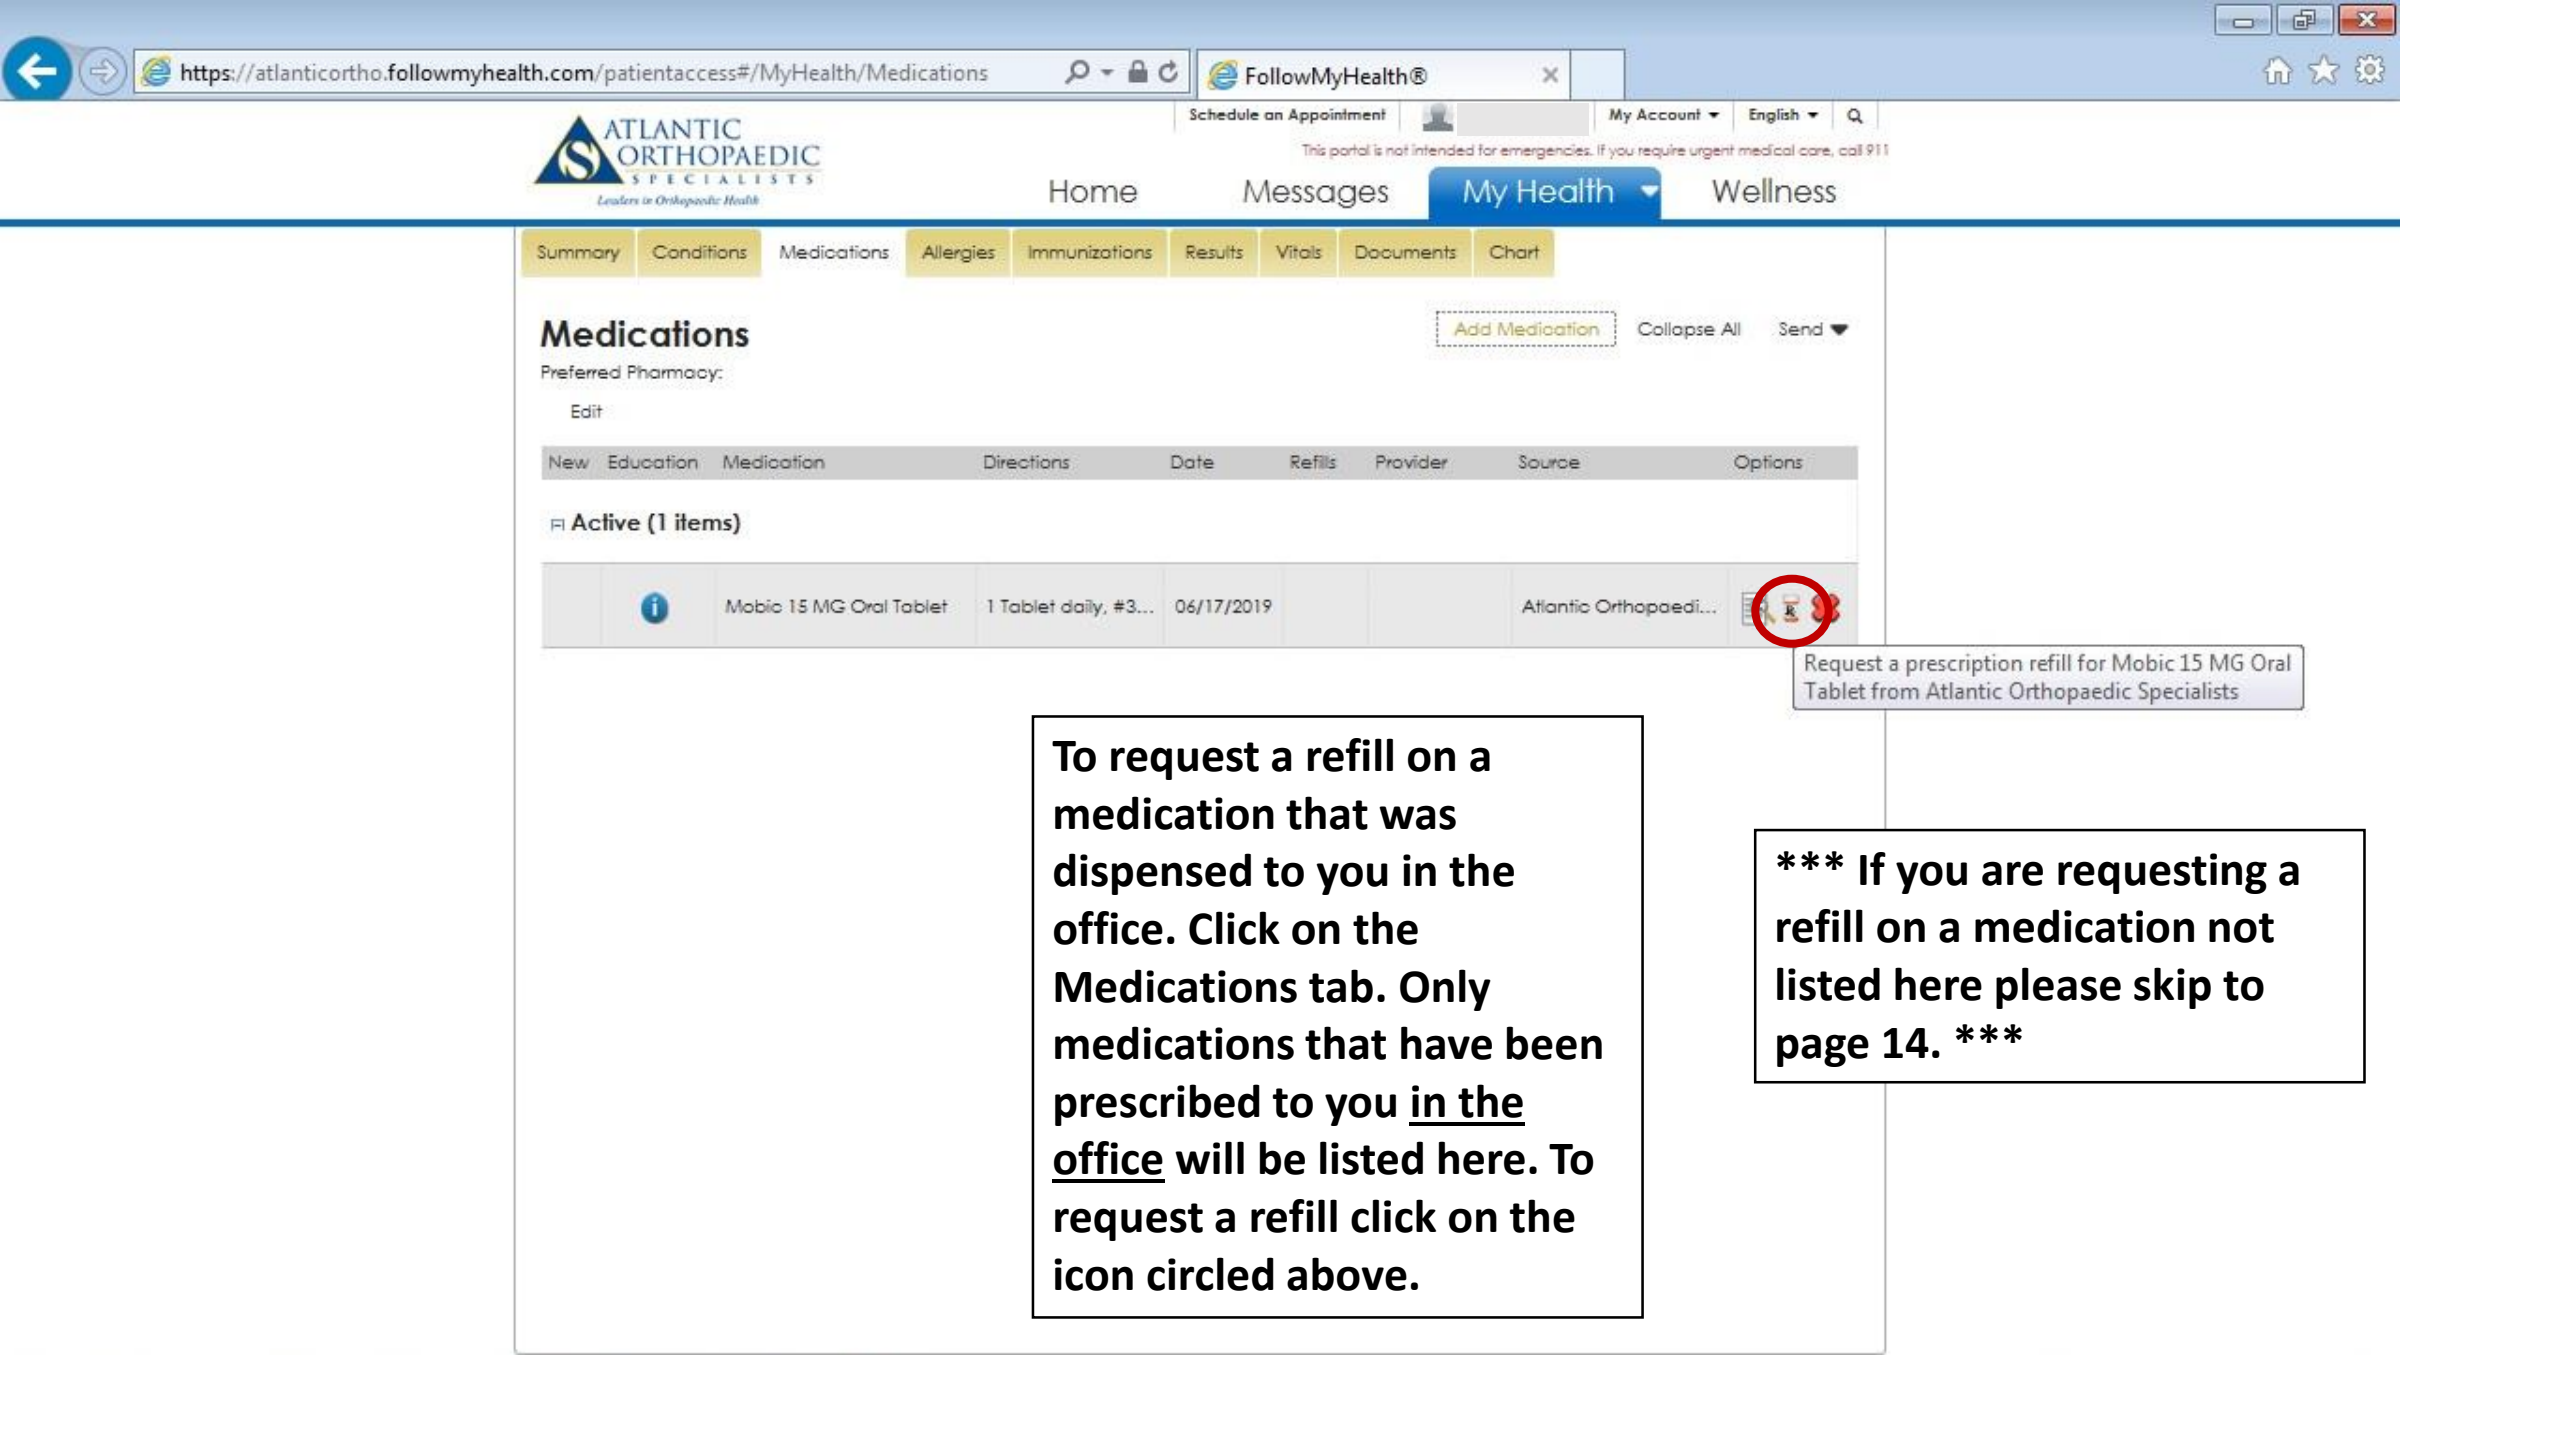 https://atlanticortho.followmyhealth.com/patientaccess#/MyHealth/Medications
FollowMyHealth®
Schedule an Appointment
My Account
English
This portal is not intended for emergencies. If you require urgent medical care, call 911
ATLANTIC
ORTHOPAEDIC
SPECIALISTS
Leaders in Orthopaedic Health
Home
Messages
My Health
Wellness
Summary
Conditions
Medications
Allergies
Immunizations
Results
Vitals
Documents
Chart
Medications
Add Medication
Collapse All
Send
Preferred Pharmacy:
Edit
New Education Medication Directions Date Refills Provider Source Options
Active (1 items)
Mobic 15 MG Oral Tablet 1 Tablet daily, #3... 06/17/2019 Atlantic Orthopaedi...
Request a prescription refill for Mobic 15 MG Oral
Tablet from Atlantic Orthopaedic Specialists
To request a refill on a
medication that was
dispensed to you in the
office. Click on the
Medications tab. Only
medications that have been
prescribed to you in the
office will be listed here. To
request a refill click on the
icon circled above.
*** If you are requesting a
refill on a medication not
listed here please skip to
page 14. ***